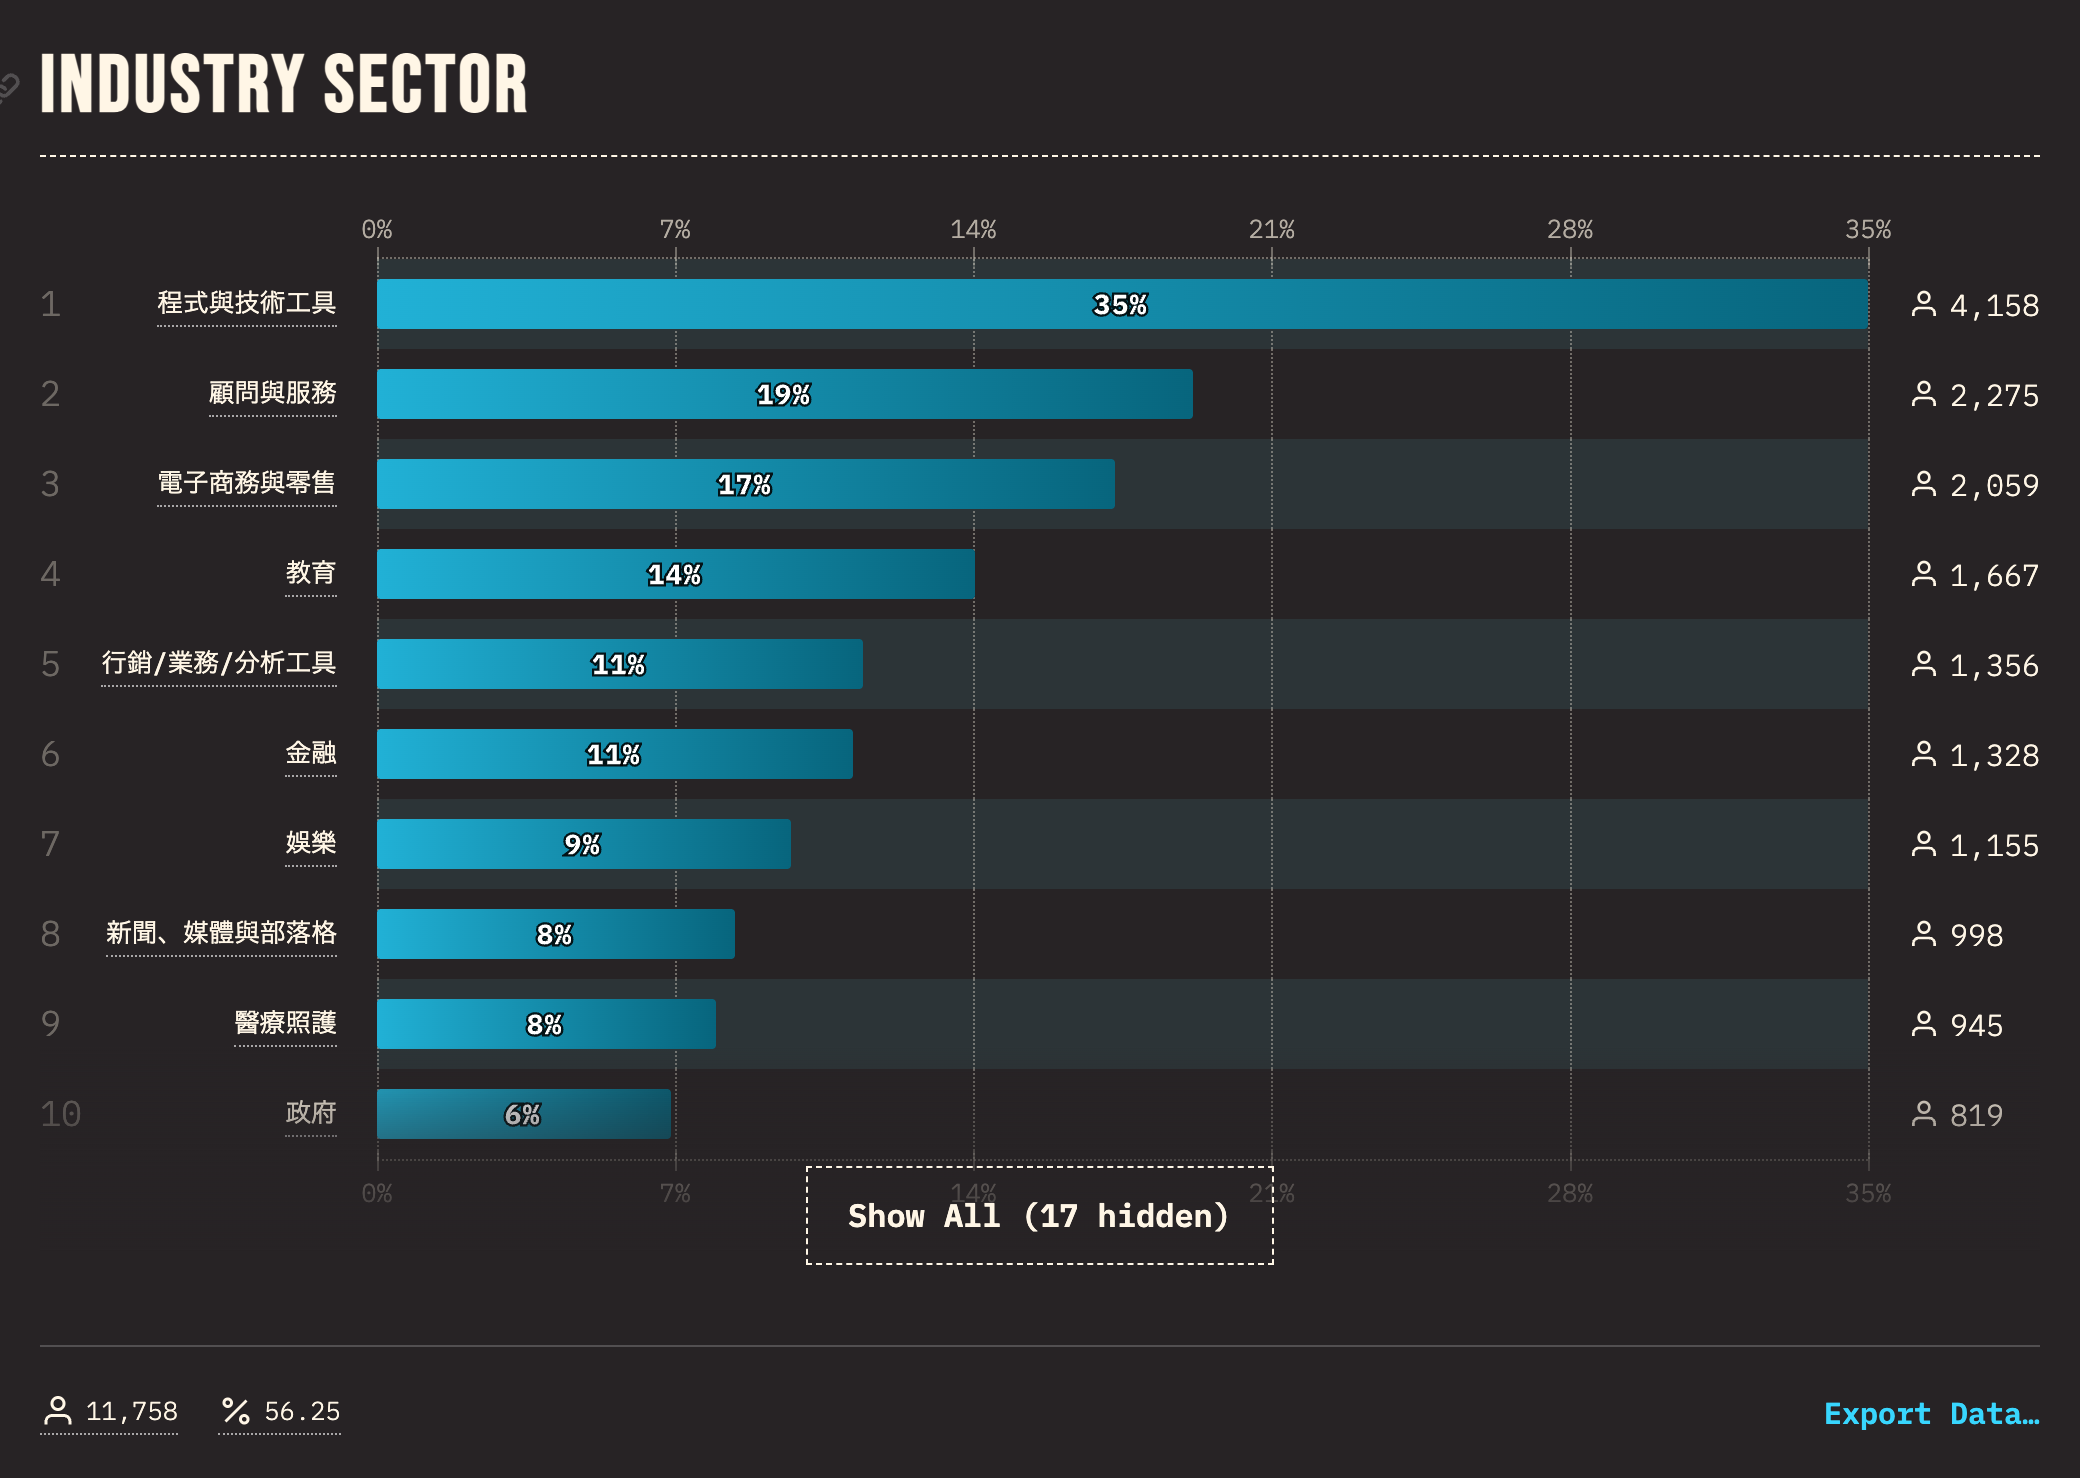 INDUSTRY SECTOR
0% 7% 14% 21% 28% 35%
1 程式與技術工具 35% 4,158
2 顧問與服務 19% 2,275
3 電子商務與零售 17% 2,059
4 教育 14% 1,667
5 行銷/業務/分析工具 11% 1,356
6 金融 11% 1,328
7 娛樂 9% 1,155
8 新聞、媒體與部落格 8% 998
9 醫療照護 8% 945
10 政府 6% 819
0% 7% 14% 21% 28% 35%
Show All (17 hidden)
11,758 % 56.25 Export Data…